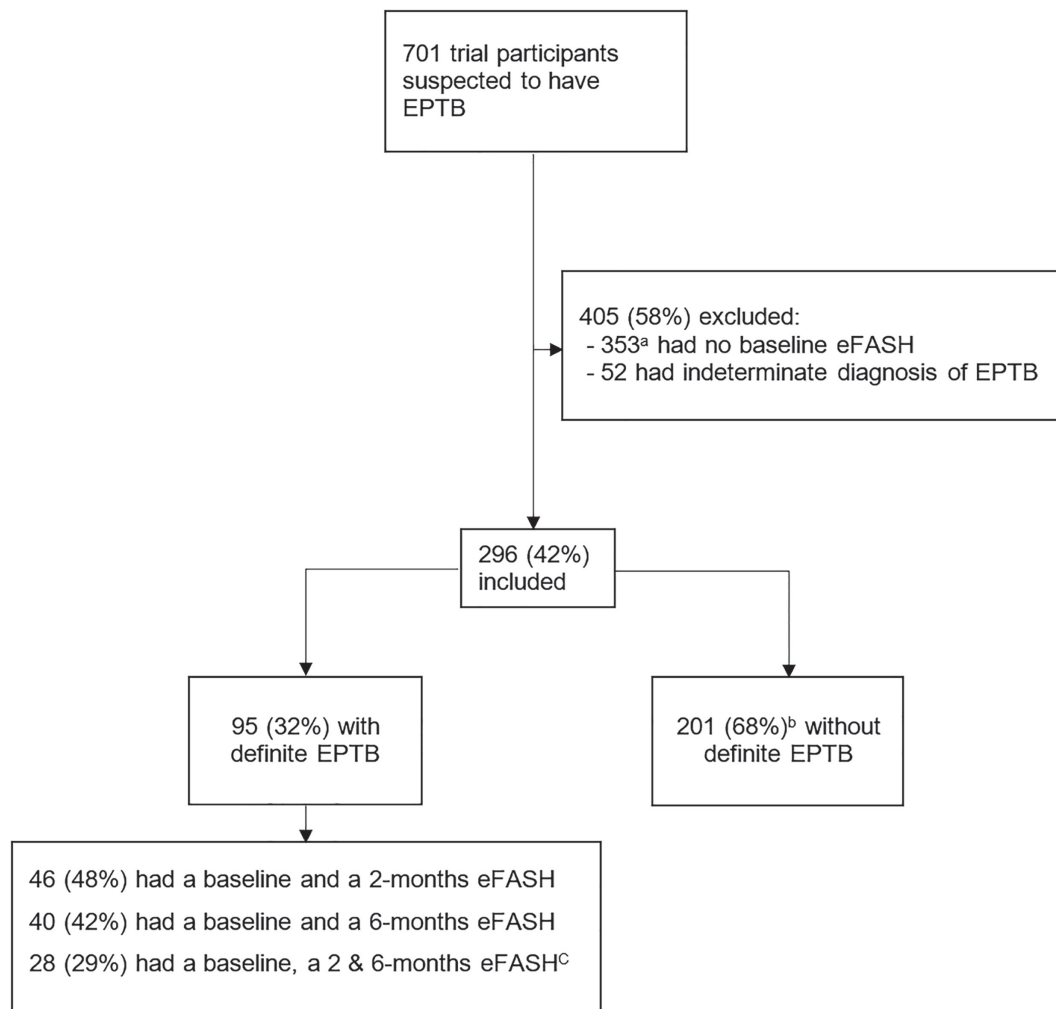 701 trial participants
suspected to have
EPTB
405 (58%) excluded:
- 353ᵃ had no baseline eFASH
- 52 had indeterminate diagnosis of EPTB
296 (42%)
included
95 (32%) with
definite EPTB
201 (68%)ᵇ without
definite EPTB
46 (48%) had a baseline and a 2-months eFASH
40 (42%) had a baseline and a 6-months eFASH
28 (29%) had a baseline, a 2 & 6-months eFASHᶜ